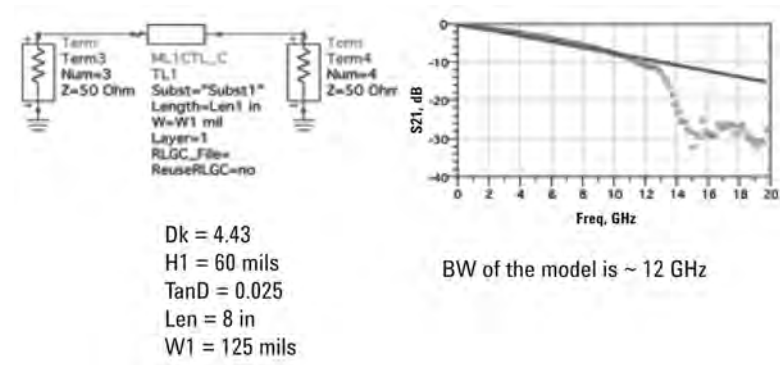 Term
Term3
Num=3
Z=50 Ohm
ML1CTL_C
TL1
Subst="Subst1"
Length=Len1 in
W=W1 mil
Layer=1
RLGC_File=
ReuseRLGC=no
Term
Term4
Num=4
Z=50 Ohm
S21, dB
0
-10
-20
-30
-40
0 2 4 6 8 10 12 14 16 18 20
Freq, GHz
Dk = 4.43
H1 = 60 mils
TanD = 0.025
Len = 8 in
W1 = 125 mils
BW of the model is ~ 12 GHz